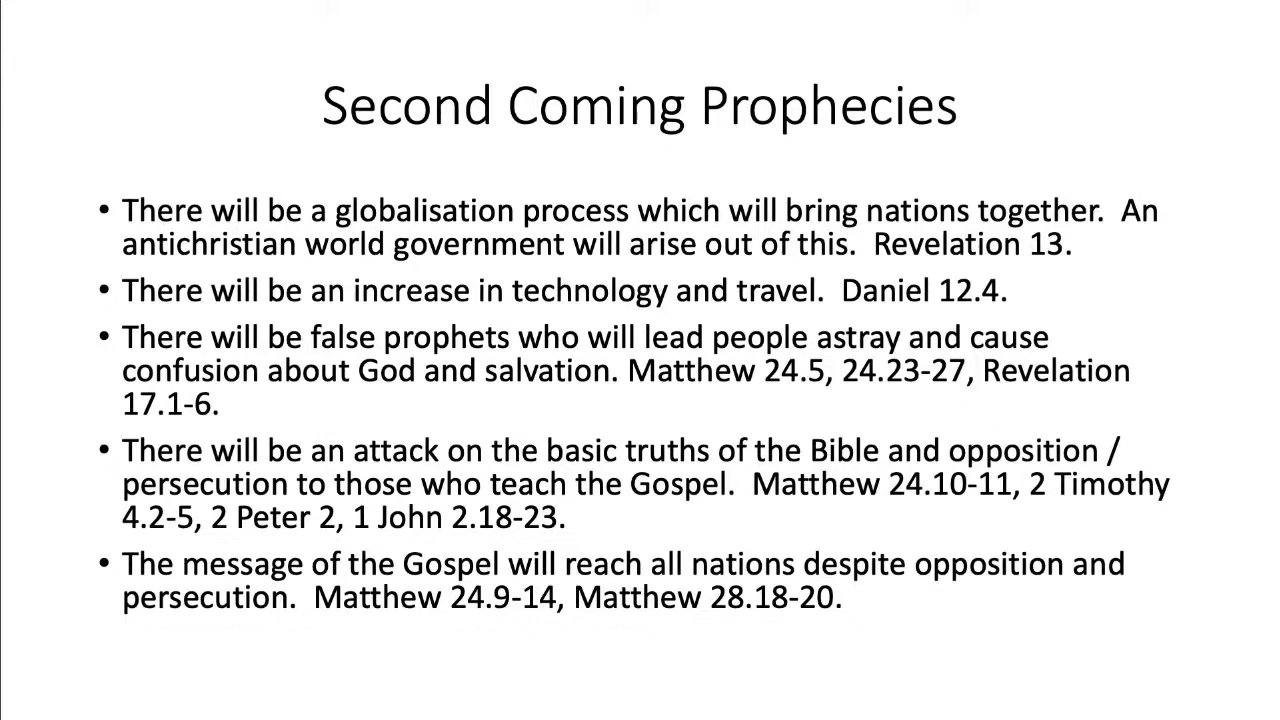 Second Coming Prophecies
• There will be a globalisation process which will bring nations together.  An
antichristian world government will arise out of this.  Revelation 13.
• There will be an increase in technology and travel.  Daniel 12.4.
• There will be false prophets who will lead people astray and cause
confusion about God and salvation. Matthew 24.5, 24.23-27, Revelation
17.1-6.
• There will be an attack on the basic truths of the Bible and opposition /
persecution to those who teach the Gospel.  Matthew 24.10-11, 2 Timothy
4.2-5, 2 Peter 2, 1 John 2.18-23.
• The message of the Gospel will reach all nations despite opposition and
persecution.  Matthew 24.9-14, Matthew 28.18-20.